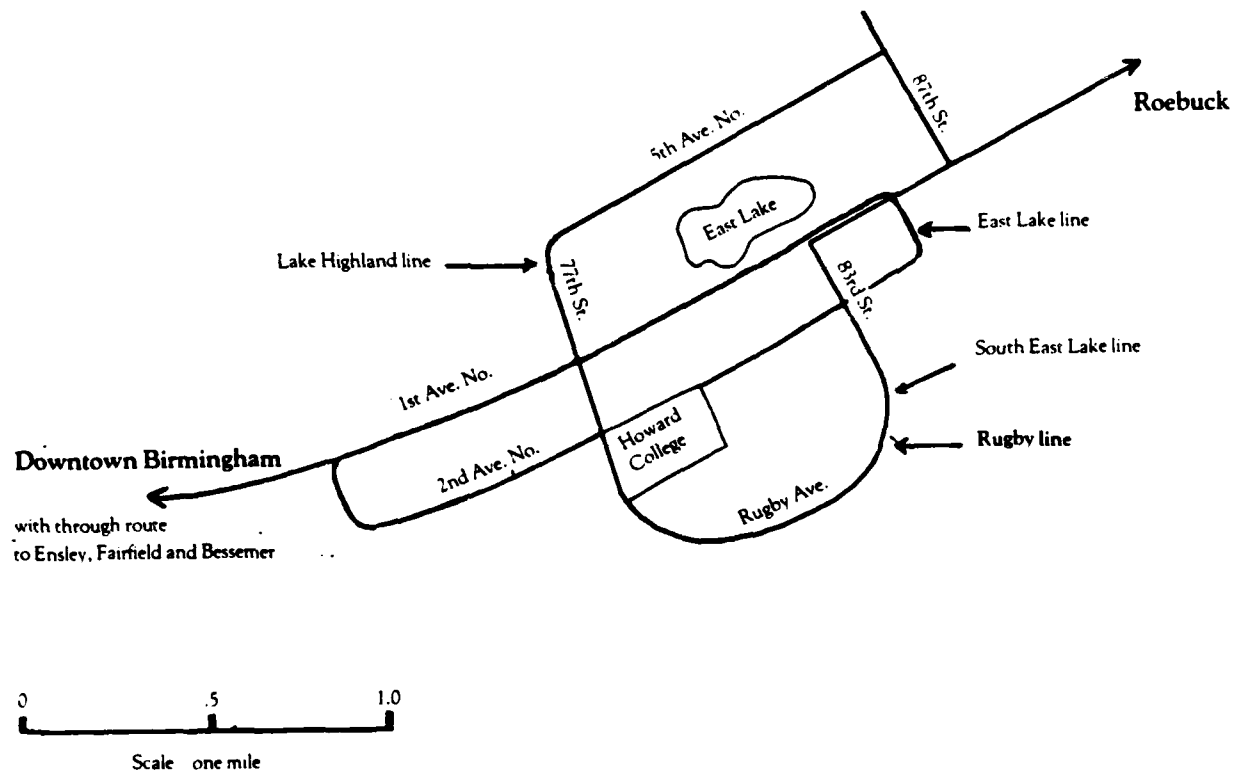 87th St.
Roebuck
5th Ave. No.
East Lake
East Lake line
Lake Highland line
77th St.
83rd St.
South East Lake line
1st Ave. No.
Rugby line
Howard
College
Downtown Birmingham
2nd Ave. No.
Rugby Ave.
with through route
to Ensley, Fairfield and Bessemer
0 .5 1.0
Scale one mile